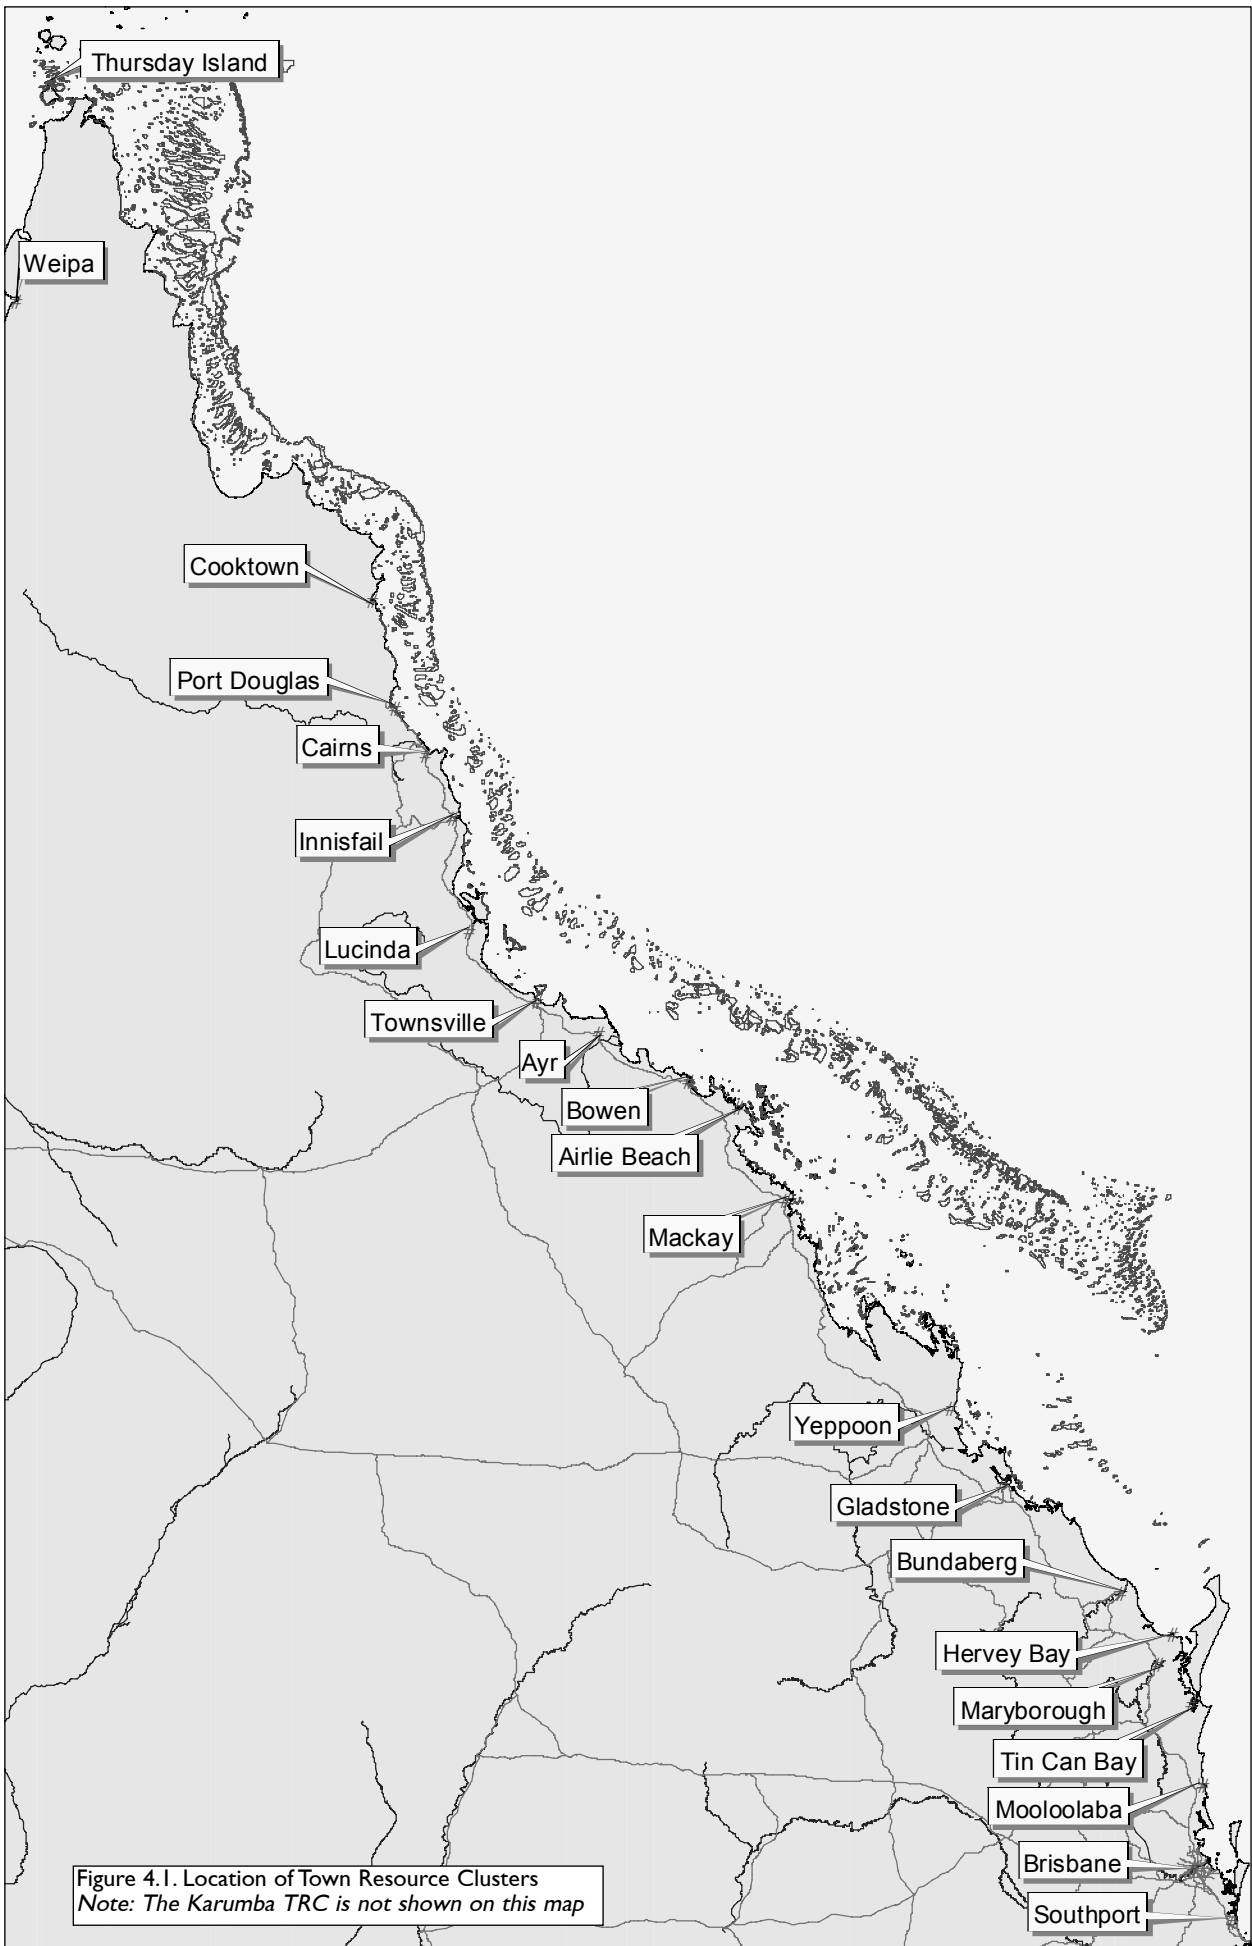 Thursday Island
Weipa
Cooktown
Port Douglas
Cairns
Innisfail
Lucinda
Townsville
Ayr
Bowen
Airlie Beach
Mackay
Yeppoon
Gladstone
Bundaberg
Hervey Bay
Maryborough
Tin Can Bay
Mooloolaba
Brisbane
Southport
Figure 4.1. Location of Town Resource Clusters
Note: The Karumba TRC is not shown on this map